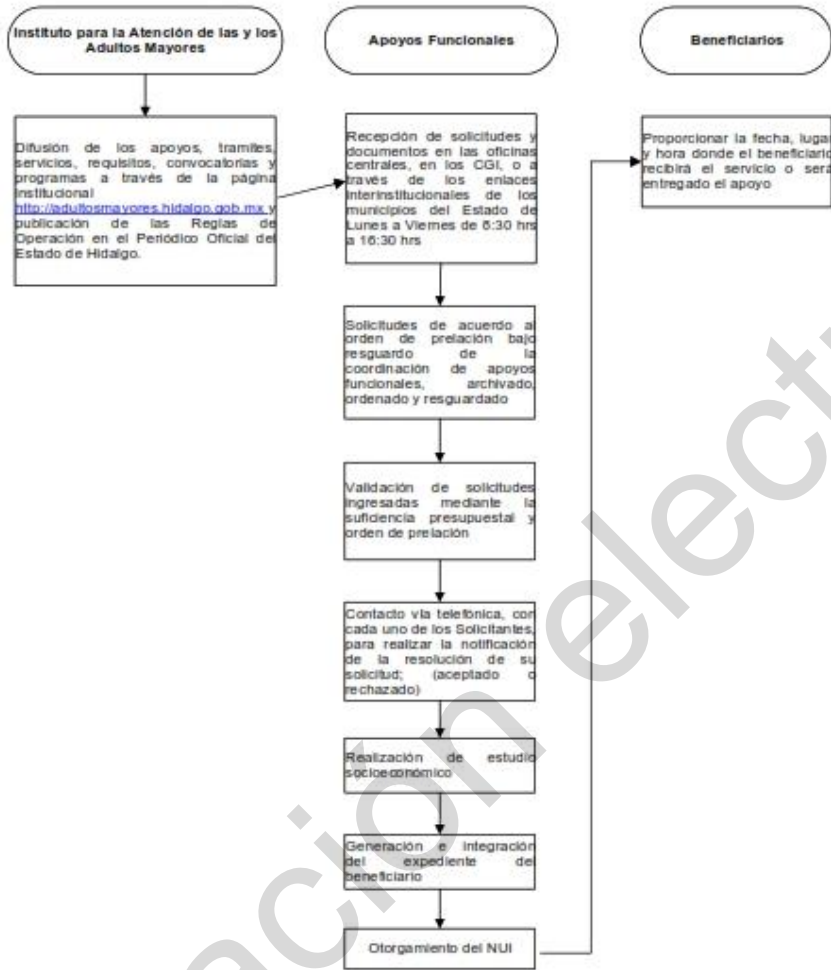 Instituto para la Atención de las y los
Adultos Mayores
Difusión de los apoyos, tramites,
servicios, requisitos, convocatorias y
programas a través de la página
institucional
http://adultosmayores.hidalgo.gob.mx y
publicación de las Reglas de
Operación en el Periódico Oficial del
Estado de Hidalgo.
Apoyos Funcionales
Recepción de solicitudes y
documentos en las oficinas
centrales, en los CGI, o a
través de los enlaces
interinstitucionales de los
municipios del Estado de
Lunes a Viernes de 8:30 hrs
a 16:30 hrs
Solicitudes de acuerdo al
orden de prelación bajo
resguardo de la
coordinación de apoyos
funcionales, archivado,
ordenado y resguardado
Validación de solicitudes
ingresadas mediante la
suficiencia presupuestal y
orden de prelación
Contacto vía telefónica, con
cada uno de los Solicitantes,
para realizar la notificación
de la resolución de su
solicitud; (aceptado o
rechazado)
Realización de estudio
socioeconómico
Generación e integración
del expediente del
beneficiario
Otorgamiento del NUI
Beneficiarios
Proporcionar la fecha, lugar
y hora donde el beneficiario
recibirá el servicio o será
entregado el apoyo
ación electr